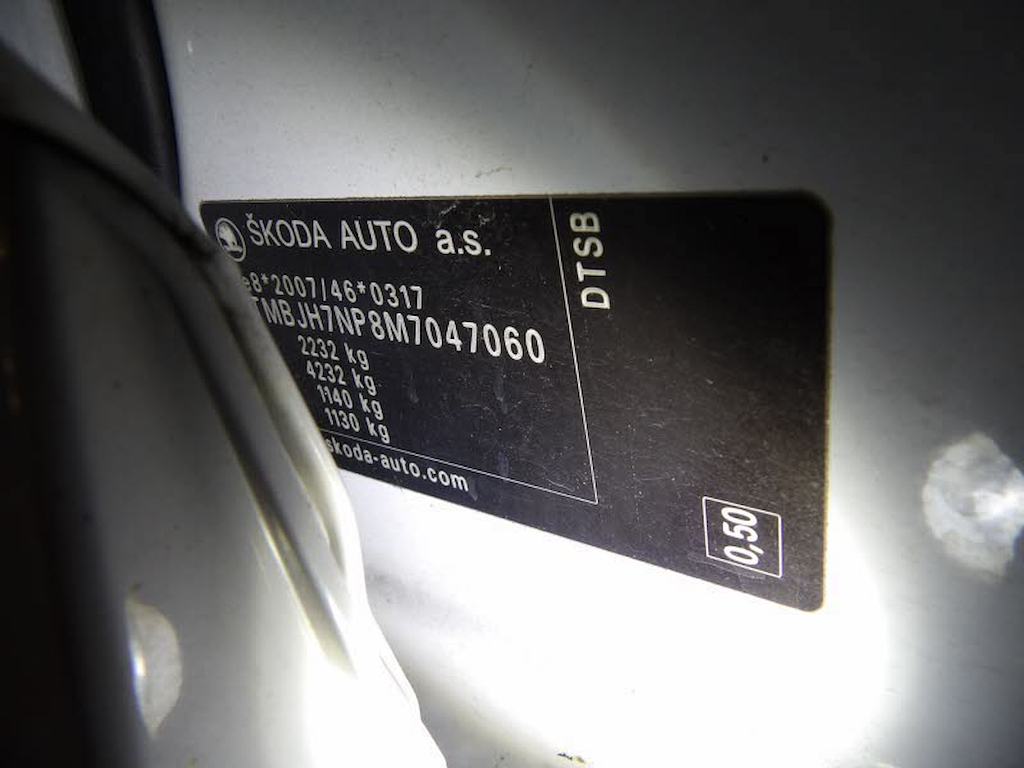 ŠKODA AUTO a.s.
e8*2007/46*0317
TMBJH7NP8M7047060
2232 kg
4232 kg
1140 kg
1130 kg
skoda-auto.com
DTSB
0,50